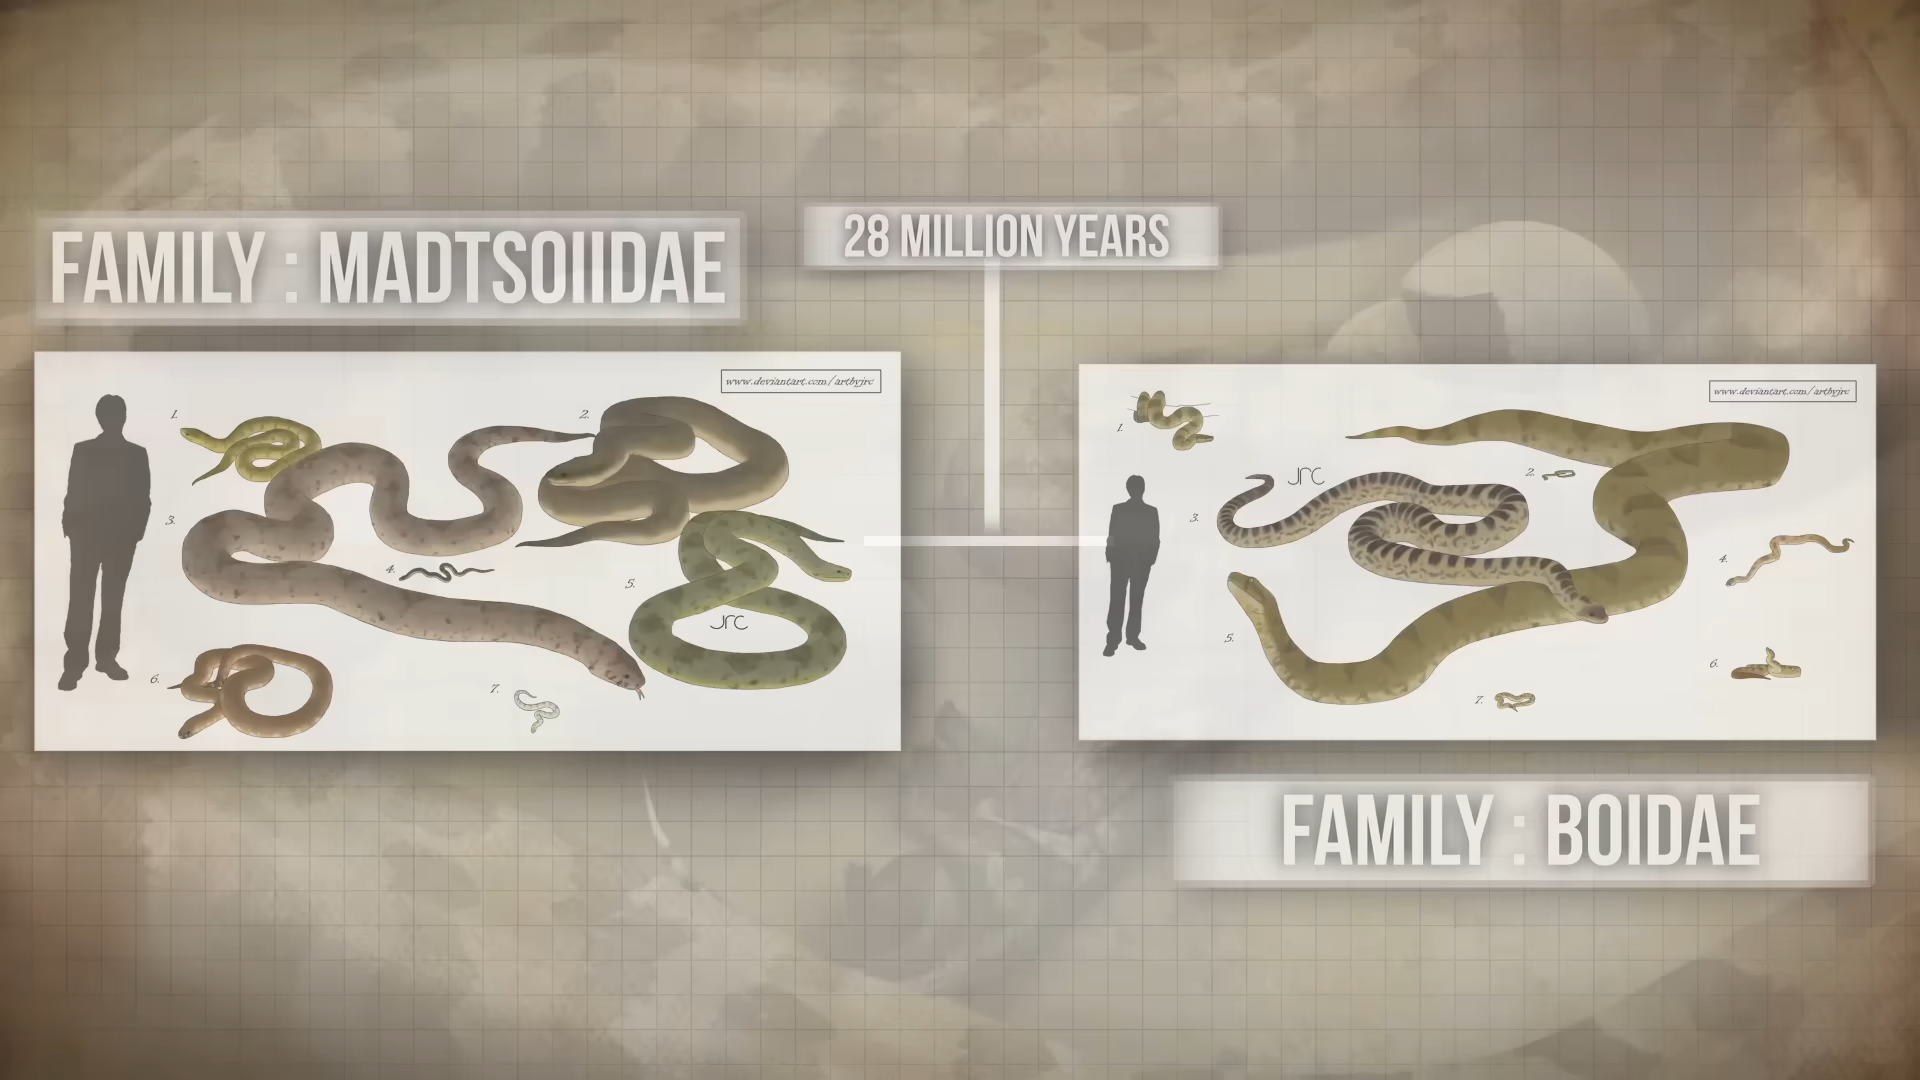 28 MILLION YEARS
FAMILY : MADTSOIIDAE
www.deviantart.com/artbyjrc
1.
2.
3.
4.
5.
JrC
6.
7.
www.deviantart.com/artbyjrc
1.
JrC
2.
3.
4.
5.
6.
7.
FAMILY : BOIDAE